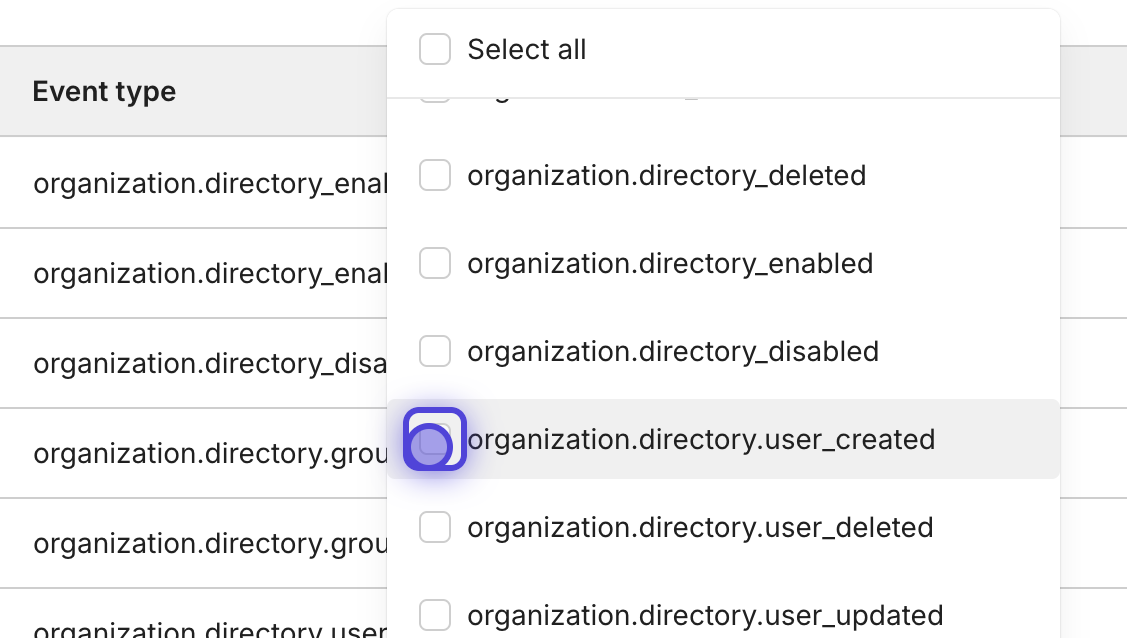 Select all
Event type
organization.directory_deleted
organization.directory_enal
organization.directory_enabled
organization.directory_enal
organization.directory_disabled
organization.directory_disa
organization.directory.user_created
organization.directory.grou
organization.directory.user_deleted
organization.directory.grou
organization.directory.user_updated
organization.directory.user